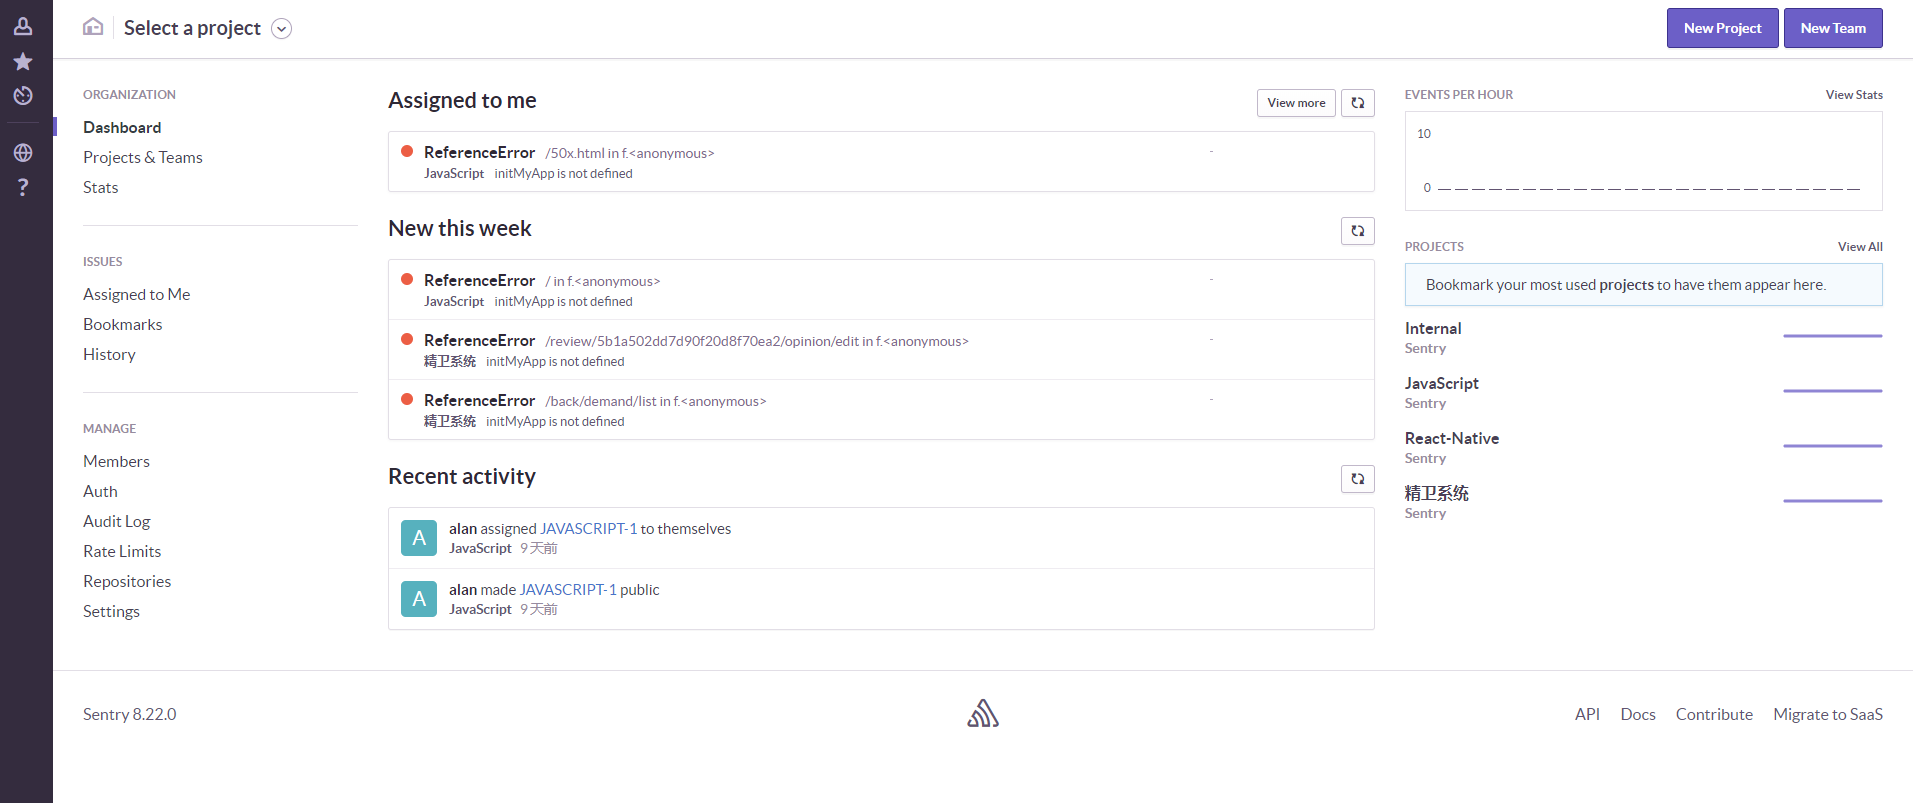 Select a project
New Project
New Team
ORGANIZATION
Dashboard
Projects & Teams
Stats
ISSUES
Assigned to Me
Bookmarks
History
MANAGE
Members
Auth
Audit Log
Rate Limits
Repositories
Settings
Assigned to me
View more
ReferenceError /50x.html in f.<anonymous> -
JavaScript initMyApp is not defined
New this week
ReferenceError / in f.<anonymous> -
JavaScript initMyApp is not defined
ReferenceError /review/5b1a502dd7d90f20d8f70ea2/opinion/edit in f.<anonymous> -
精卫系统 initMyApp is not defined
ReferenceError /back/demand/list in f.<anonymous> -
精卫系统 initMyApp is not defined
Recent activity
A
alan assigned JAVASCRIPT-1 to themselves
JavaScript 9 天前
A
alan made JAVASCRIPT-1 public
JavaScript 9 天前
EVENTS PER HOUR
View Stats
10
0
PROJECTS
View All
Bookmark your most used projects to have them appear here.
Internal
Sentry
JavaScript
Sentry
React-Native
Sentry
精卫系统
Sentry
Sentry 8.22.0
API Docs Contribute Migrate to SaaS